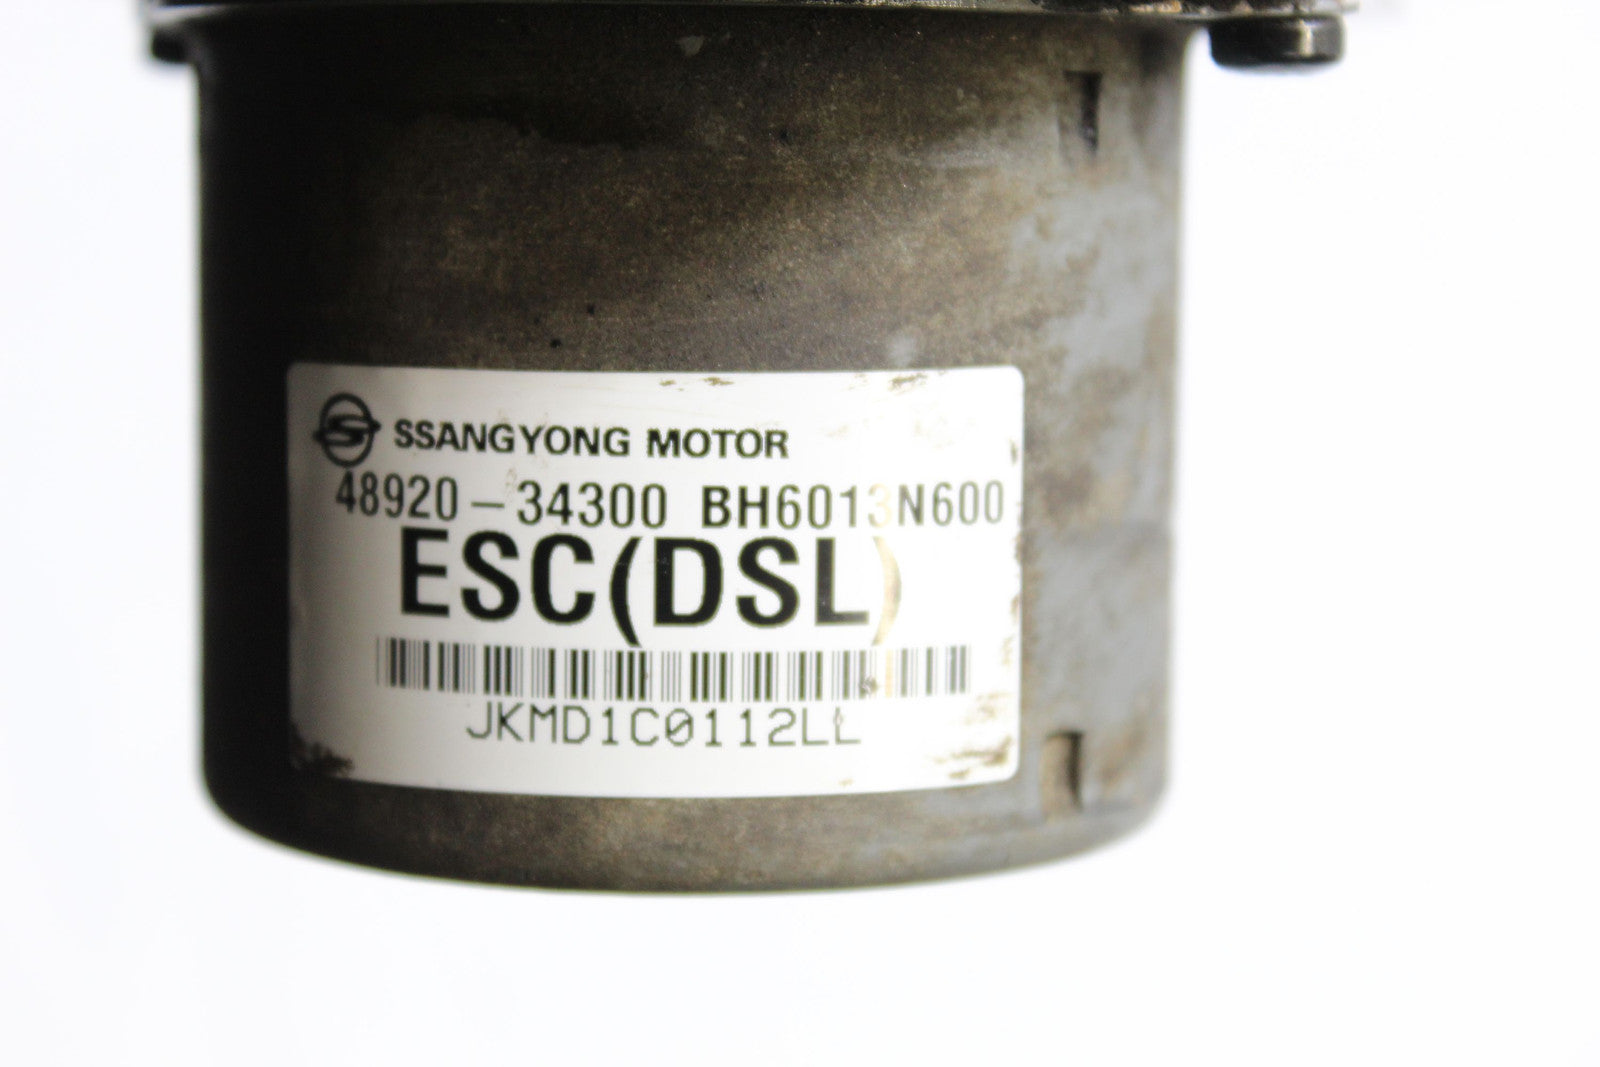 SSANGYONG MOTOR
48920-34300 BH6013N600
ESC(DSL)
JKMD1C0112LL